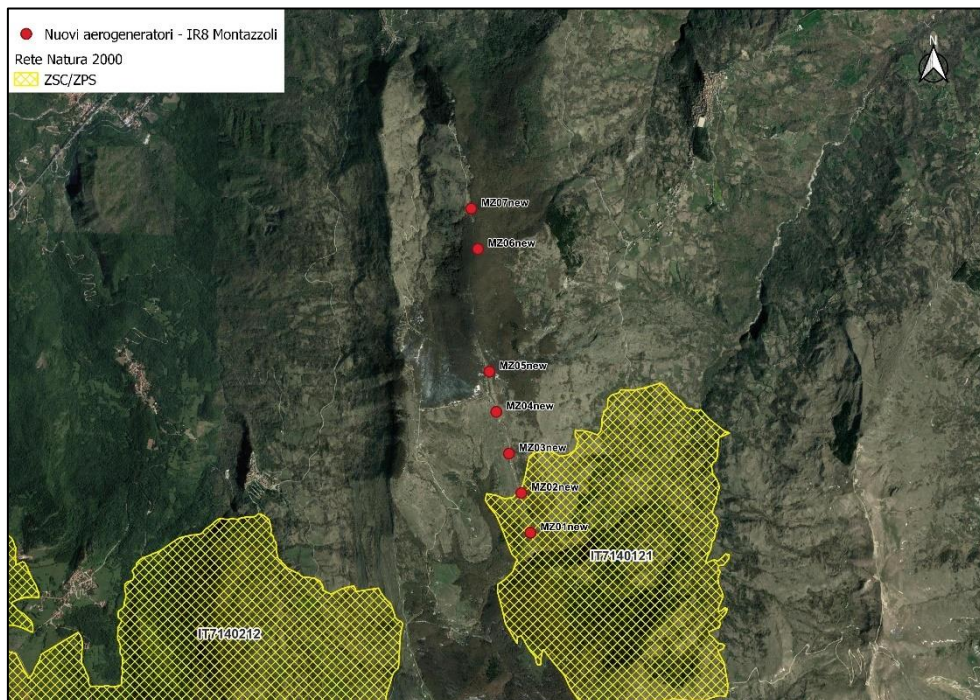 Nuovi aerogeneratori - IR8 Montazzoli
Rete Natura 2000
ZSC/ZPS
N
MZ07new
MZ06new
MZ05new
MZ04new
MZ03new
MZ02new
MZ01new
IT7140121
IT7140212